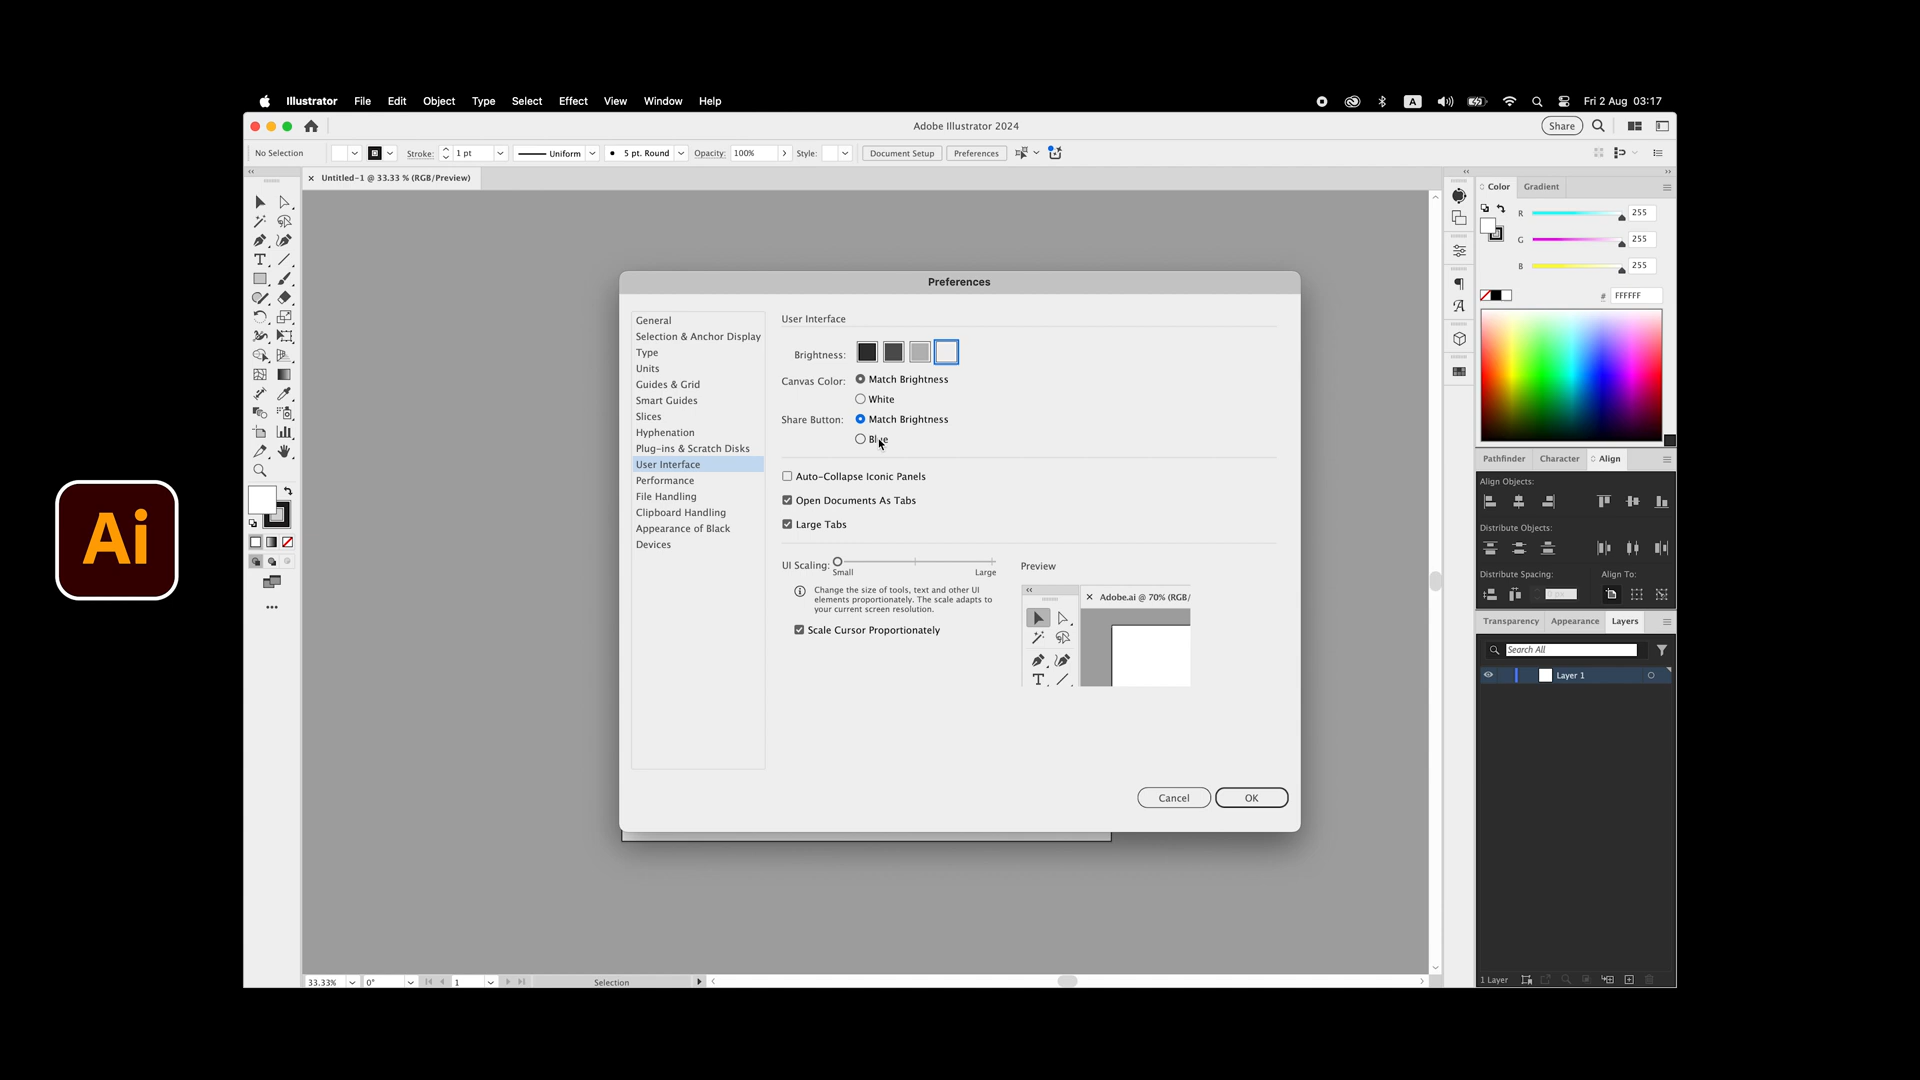 Illustrator File Edit Object Type Select Effect View Window Help
A
Fri 2 Aug 03:17
Adobe Illustrator 2024
Share
No Selection
Stroke: 1 pt
Uniform
5 pt. Round
Opacity: 100%
Style:
Document Setup
Preferences
Untitled-1 @ 33.33 % (RGB/Preview)
Color Gradient
R 255
G 255
B 255
# FFFFFF
Preferences
General
Selection & Anchor Display
Type
Units
Guides & Grid
Smart Guides
Slices
Hyphenation
Plug-ins & Scratch Disks
User Interface
Performance
File Handling
Clipboard Handling
Appearance of Black
Devices
User Interface
Brightness:
Canvas Color: Match Brightness
White
Share Button: Match Brightness
Blue
Auto-Collapse Iconic Panels
Open Documents As Tabs
Large Tabs
UI Scaling:
Small Large
Change the size of tools, text and other UI
elements proportionately. The scale adapts to
your current screen resolution.
Scale Cursor Proportionately
Preview
Adobe.ai @ 70% (RGB/
T
Cancel OK
Pathfinder Character Align
Align Objects:
Distribute Objects:
Distribute Spacing: Align To:
0 px
Transparency Appearance Layers
Search All
Layer 1
1 Layer
Ai
33.33% 0° 1 Selection